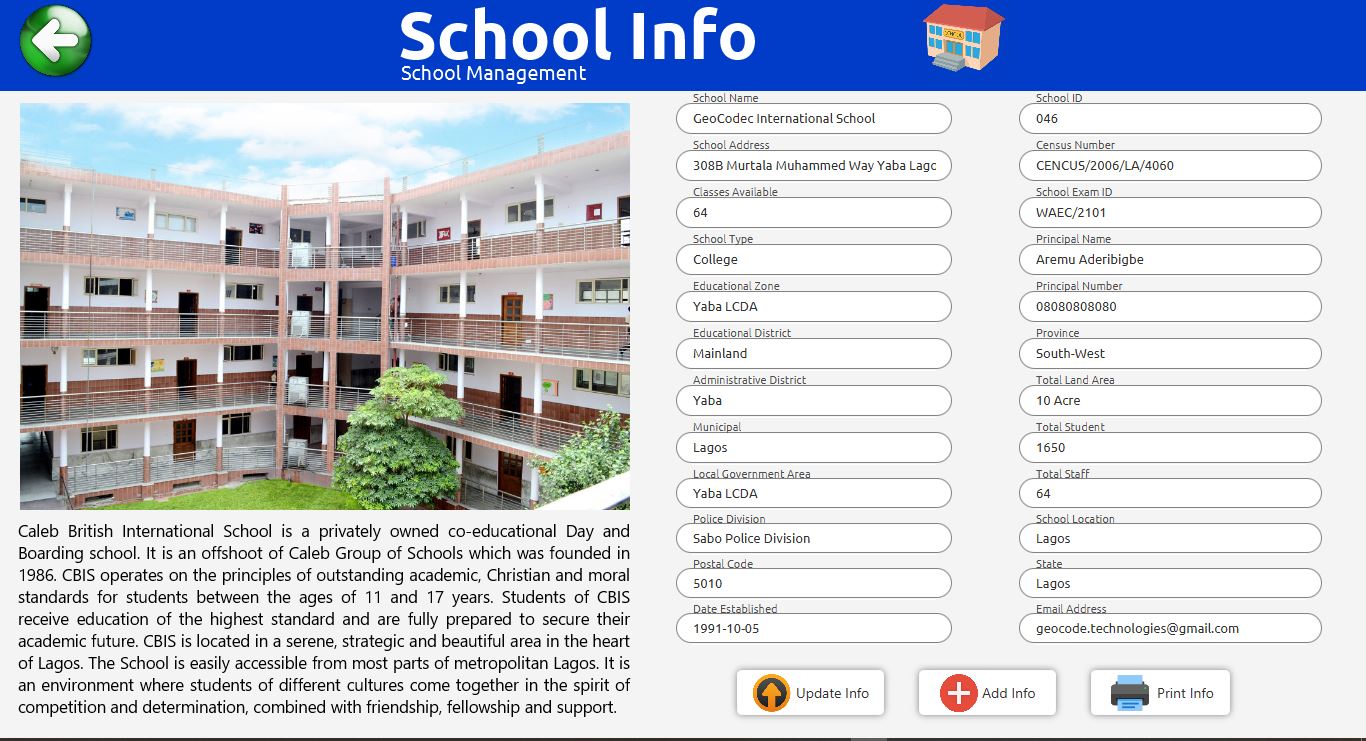 School Info
School Management
SCHOOL
School Name
GeoCodec International School
School Address
308B Murtala Muhammed Way Yaba Lagc
Classes Available
64
School Type
College
Educational Zone
Yaba LCDA
Educational District
Mainland
Administrative District
Yaba
Municipal
Lagos
Local Government Area
Yaba LCDA
Police Division
Sabo Police Division
Postal Code
5010
Date Established
1991-10-05
School ID
046
Census Number
CENCUS/2006/LA/4060
School Exam ID
WAEC/2101
Principal Name
Aremu Aderibigbe
Principal Number
08080808080
Province
South-West
Total Land Area
10 Acre
Total Student
1650
Total Staff
64
School Location
Lagos
State
Lagos
Email Address
geocode.technologies@gmail.com
Caleb British International School is a privately owned co-educational Day and
Boarding school. It is an offshoot of Caleb Group of Schools which was founded in
1986. CBIS operates on the principles of outstanding academic, Christian and moral
standards for students between the ages of 11 and 17 years. Students of CBIS
receive education of the highest standard and are fully prepared to secure their
academic future. CBIS is located in a serene, strategic and beautiful area in the heart
of Lagos. The School is easily accessible from most parts of metropolitan Lagos. It is
an environment where students of different cultures come together in the spirit of
competition and determination, combined with friendship, fellowship and support.
Update Info
Add Info
Print Info